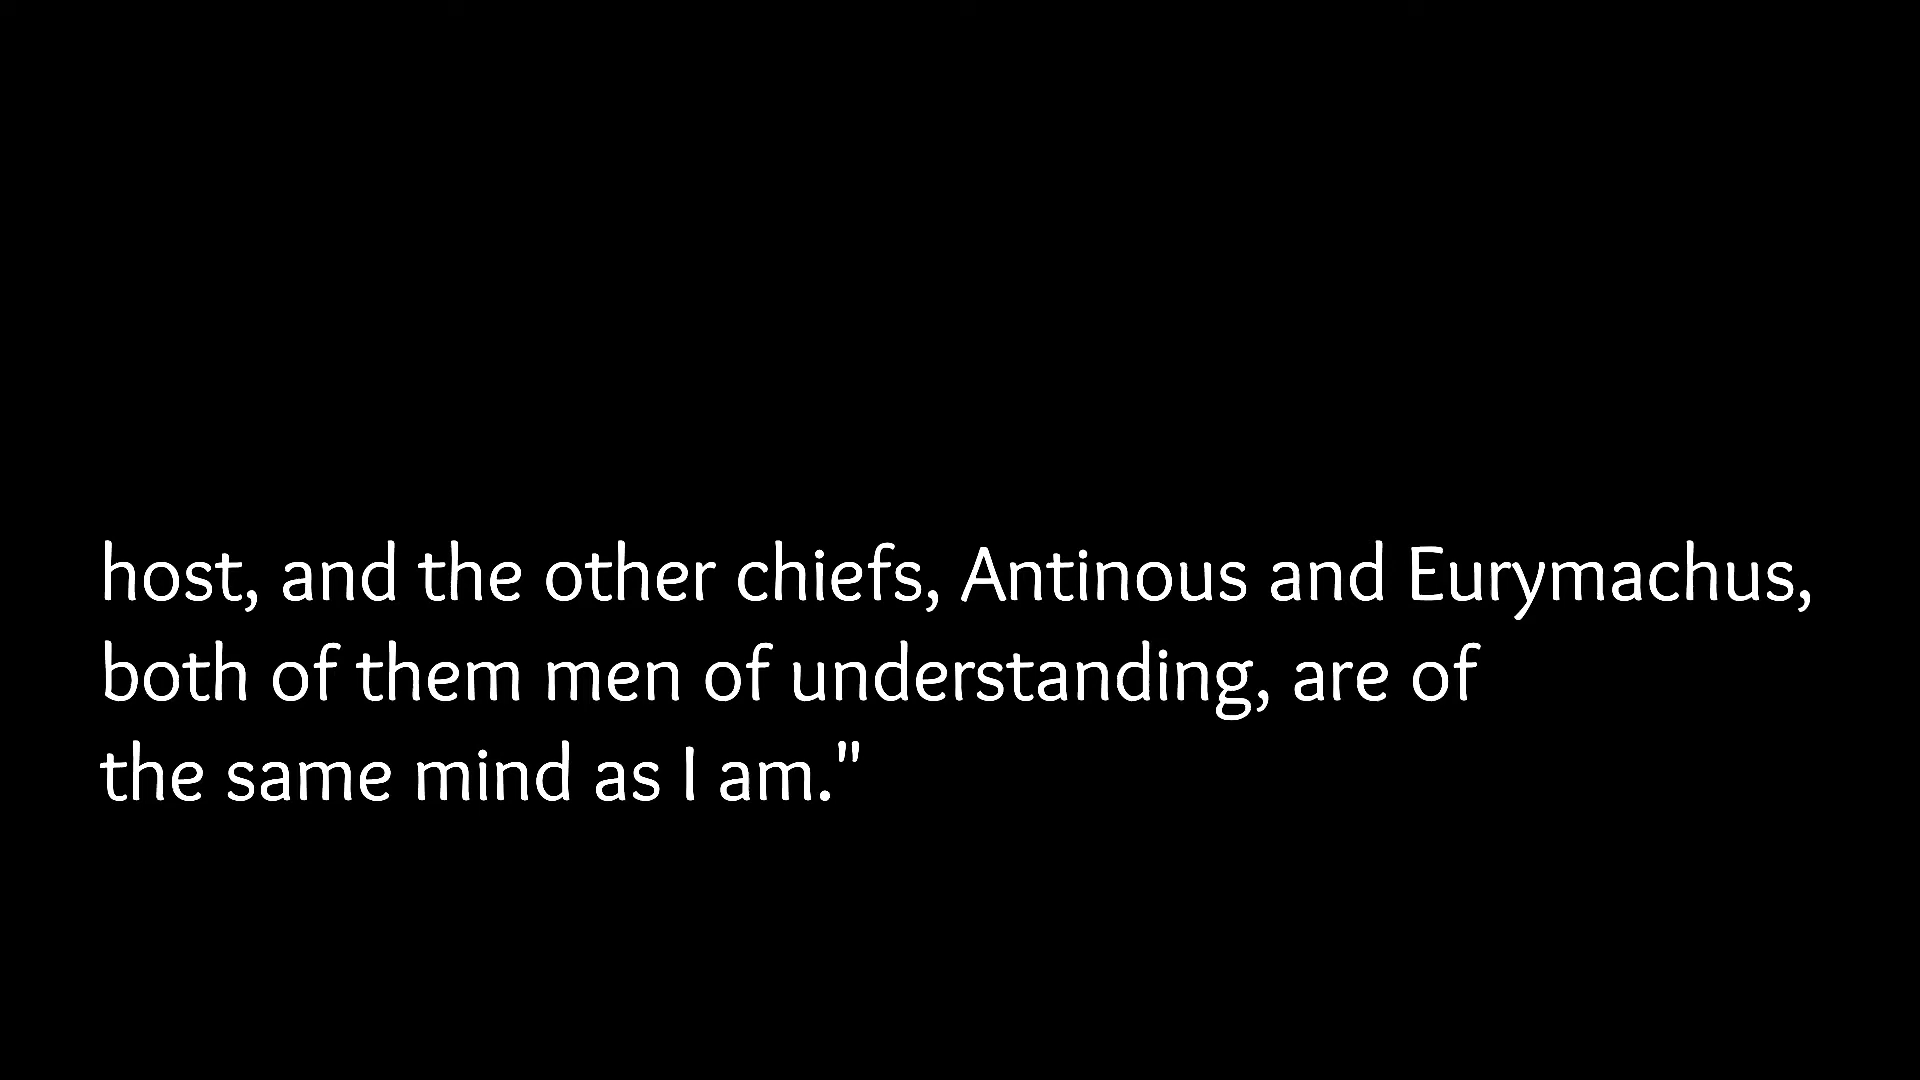 host, and the other chiefs, Antinous and Eurymachus,
both of them men of understanding, are of
the same mind as I am."